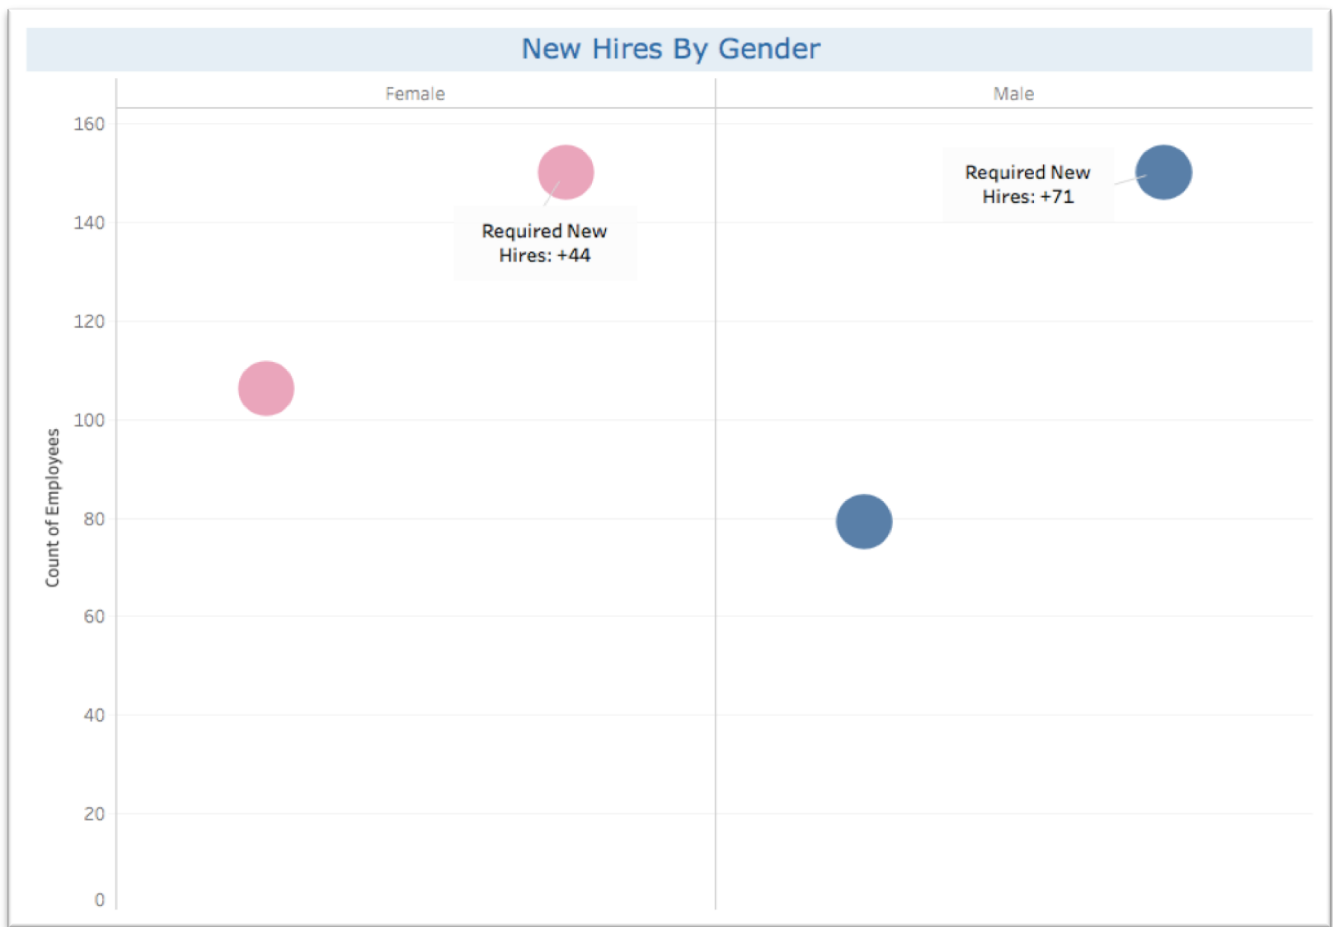 New Hires By Gender
Female
Male
160
140
120
100
80
60
40
20
0
Count of Employees
Required New
Hires: +44
Required New
Hires: +71